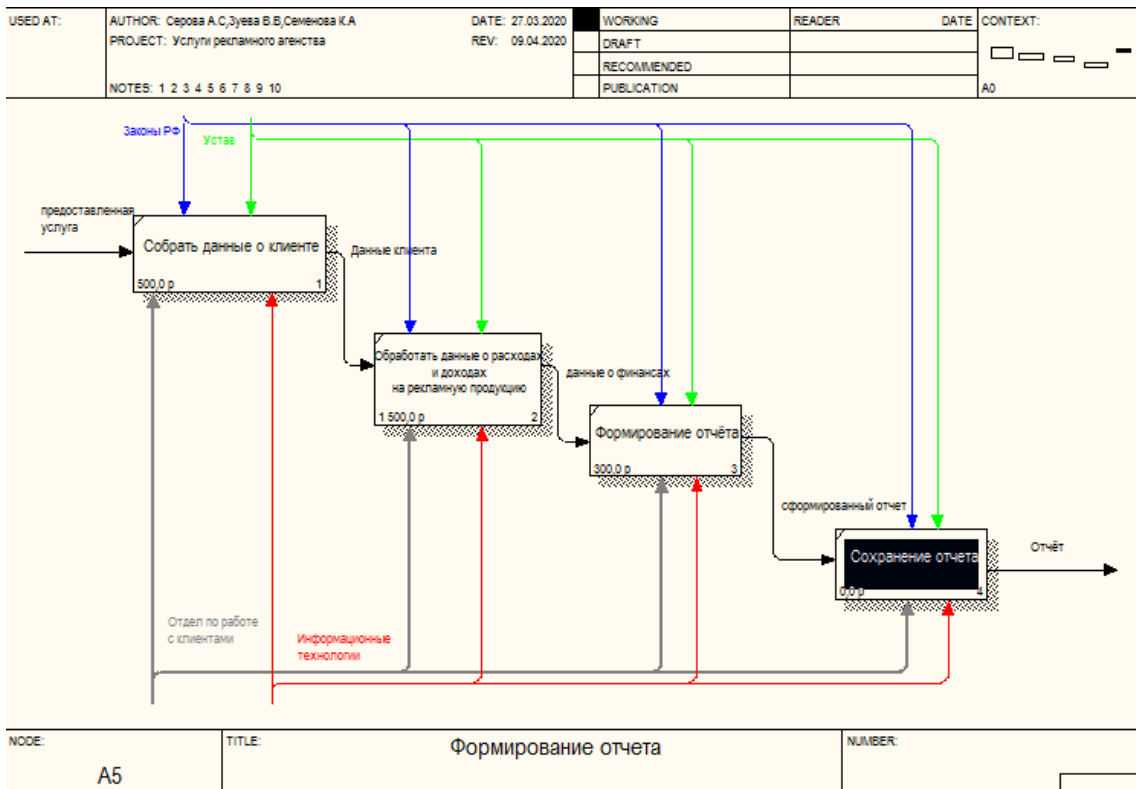 USED AT:
AUTHOR: Серова А.С,Зуева В.В,Семенова К.А
DATE: 27.03.2020
PROJECT: Услуги рекламного агенства
REV: 09.04.2020
NOTES: 1 2 3 4 5 6 7 8 9 10
WORKING
DRAFT
RECOMMENDED
PUBLICATION
READER
DATE
CONTEXT:
A0
Законы РФ
Устав
предоставленная
услуга
Собрать данные о клиенте
500,0 р
1
Данные клиента
Обработать данные о расходах
и доходах
на рекламную продукцию
1 500,0 р
2
данные о финансах
Формирование отчёта
300,0 р
3
сформированный отчет
Сохранение отчета
0,0 р
4
Отчёт
Отдел по работе
с клиентами
Информационные
технологии
NODE:
A5
TITLE:
Формирование отчета
NUMBER: